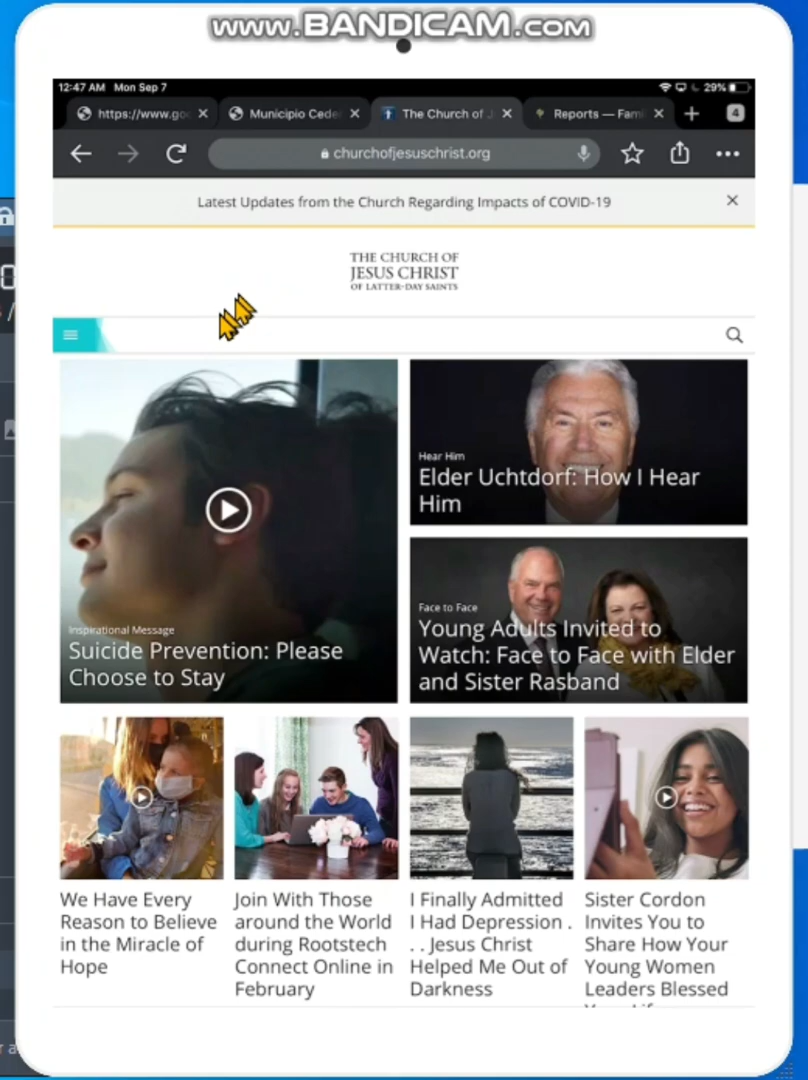 www.BANDICAM.com
12:47 AM Mon Sep 7
29%
https://www.goo
Municipio Cede
The Church of J
Reports — Fami
4
churchofjesuschrist.org
Latest Updates from the Church Regarding Impacts of COVID-19
THE CHURCH OF
JESUS CHRIST
OF LATTER-DAY SAINTS
Inspirational Message
Suicide Prevention: Please
Choose to Stay
Hear Him
Elder Uchtdorf: How I Hear
Him
Face to Face
Young Adults Invited to
Watch: Face to Face with Elder
and Sister Rasband
We Have Every
Reason to Believe
in the Miracle of
Hope
Join With Those
around the World
during Rootstech
Connect Online in
February
I Finally Admitted
I Had Depression .
. . Jesus Christ
Helped Me Out of
Darkness
Sister Cordon
Invites You to
Share How Your
Young Women
Leaders Blessed